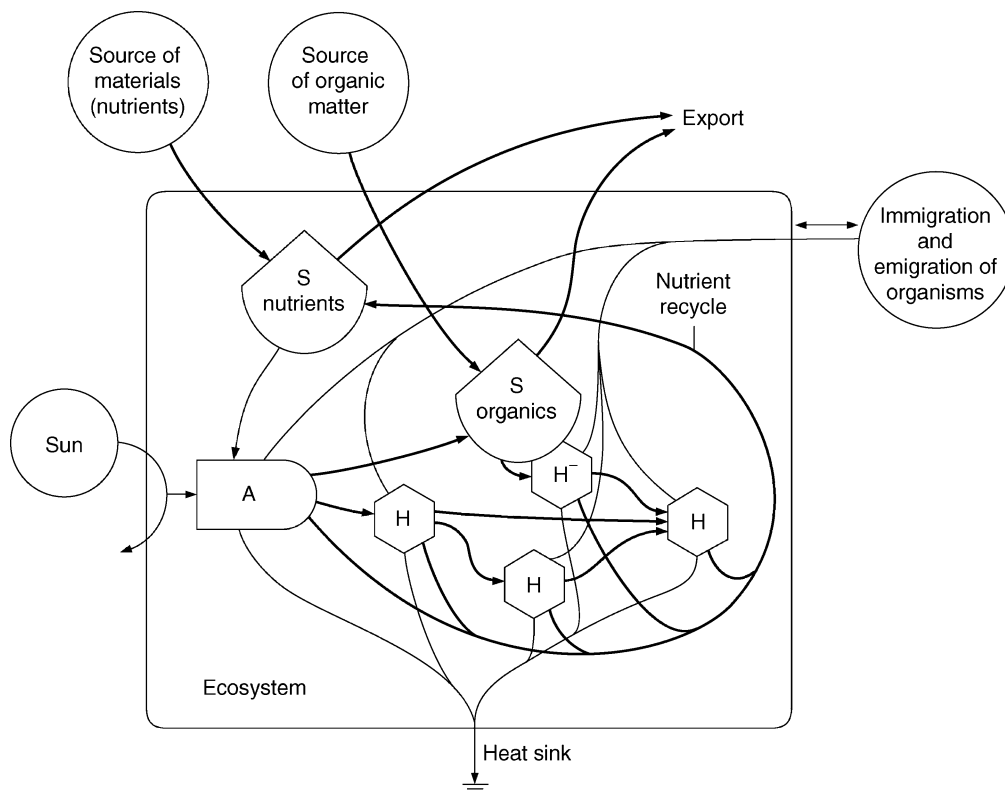 Source of
materials
(nutrients)
Source
of organic
matter
Export
Immigration
and
emigration of
organisms
S
nutrients
Nutrient
recycle
S
organics
Sun
A
H
H⁻
H
H
Ecosystem
Heat sink